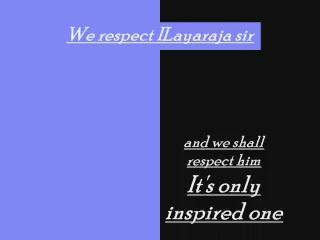 We respect ILayaraja sir
and we shall
respect him
It's only
inspired one